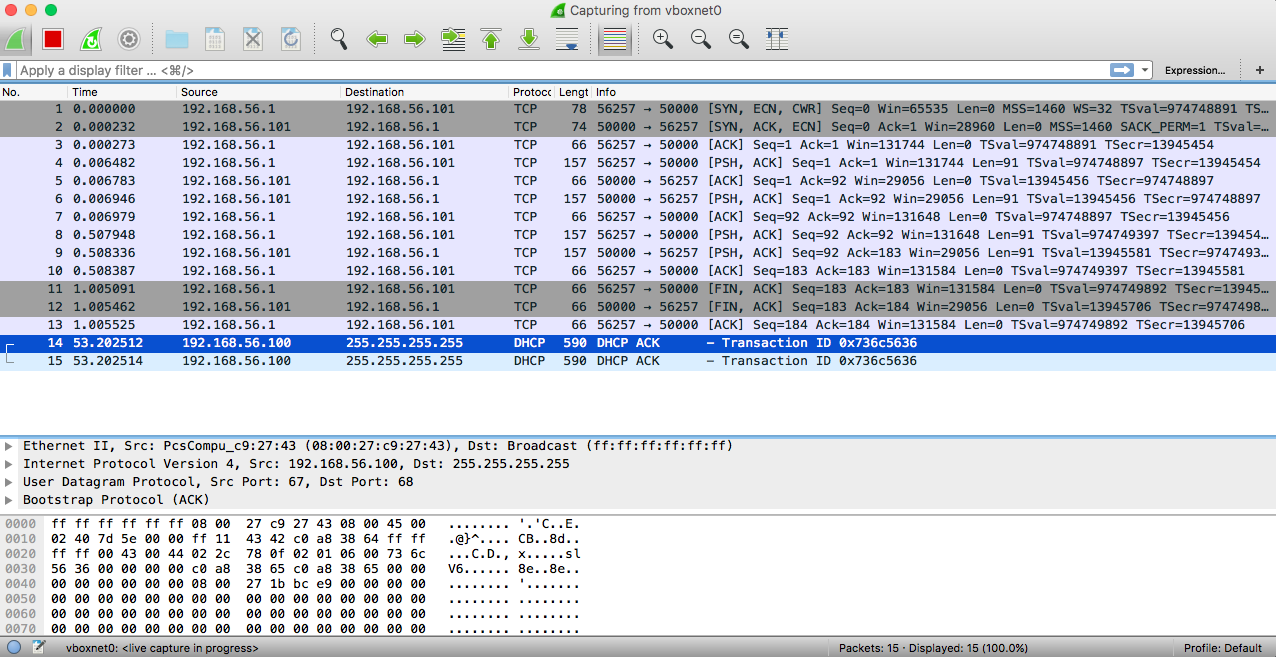 Capturing from vboxnet0
Apply a display filter ... <⌘/>
Expression...
+
No. Time Source Destination Protocc Lengt Info
1 0.000000 192.168.56.1 192.168.56.101 TCP 78 56257 → 50000 [SYN, ECN, CWR] Seq=0 Win=65535 Len=0 MSS=1460 WS=32 TSval=974748891 TS…
2 0.000232 192.168.56.101 192.168.56.1 TCP 74 50000 → 56257 [SYN, ACK, ECN] Seq=0 Ack=1 Win=28960 Len=0 MSS=1460 SACK_PERM=1 TSval=…
3 0.000273 192.168.56.1 192.168.56.101 TCP 66 56257 → 50000 [ACK] Seq=1 Ack=1 Win=131744 Len=0 TSval=974748891 TSecr=13945454
4 0.006482 192.168.56.1 192.168.56.101 TCP 157 56257 → 50000 [PSH, ACK] Seq=1 Ack=1 Win=131744 Len=91 TSval=974748897 TSecr=13945454
5 0.006783 192.168.56.101 192.168.56.1 TCP 66 50000 → 56257 [ACK] Seq=1 Ack=92 Win=29056 Len=0 TSval=13945456 TSecr=974748897
6 0.006946 192.168.56.101 192.168.56.1 TCP 157 50000 → 56257 [PSH, ACK] Seq=1 Ack=92 Win=29056 Len=91 TSval=13945456 TSecr=974748897
7 0.006979 192.168.56.1 192.168.56.101 TCP 66 56257 → 50000 [ACK] Seq=92 Ack=92 Win=131648 Len=0 TSval=974748897 TSecr=13945456
8 0.507948 192.168.56.1 192.168.56.101 TCP 157 56257 → 50000 [PSH, ACK] Seq=92 Ack=92 Win=131648 Len=91 TSval=974749397 TSecr=139454…
9 0.508336 192.168.56.101 192.168.56.1 TCP 157 50000 → 56257 [PSH, ACK] Seq=92 Ack=183 Win=29056 Len=91 TSval=13945581 TSecr=9747493…
10 0.508387 192.168.56.1 192.168.56.101 TCP 66 56257 → 50000 [ACK] Seq=183 Ack=183 Win=131584 Len=0 TSval=974749397 TSecr=13945581
11 1.005091 192.168.56.1 192.168.56.101 TCP 66 56257 → 50000 [FIN, ACK] Seq=183 Ack=183 Win=131584 Len=0 TSval=974749892 TSecr=13945…
12 1.005462 192.168.56.101 192.168.56.1 TCP 66 50000 → 56257 [FIN, ACK] Seq=183 Ack=184 Win=29056 Len=0 TSval=13945706 TSecr=9747498…
13 1.005525 192.168.56.1 192.168.56.101 TCP 66 56257 → 50000 [ACK] Seq=184 Ack=184 Win=131584 Len=0 TSval=974749892 TSecr=13945706
14 53.202512 192.168.56.100 255.255.255.255 DHCP 590 DHCP ACK – Transaction ID 0x736c5636
15 53.202514 192.168.56.100 255.255.255.255 DHCP 590 DHCP ACK – Transaction ID 0x736c5636
Ethernet II, Src: PcsCompu_c9:27:43 (08:00:27:c9:27:43), Dst: Broadcast (ff:ff:ff:ff:ff:ff)
Internet Protocol Version 4, Src: 192.168.56.100, Dst: 255.255.255.255
User Datagram Protocol, Src Port: 67, Dst Port: 68
Bootstrap Protocol (ACK)
0000 ff ff ff ff ff ff 08 00 27 c9 27 43 08 00 45 00 ........ '.'C..E.
0010 02 40 7d 5e 00 00 ff 11 43 42 c0 a8 38 64 ff ff .@}^.... CB..8d..
0020 ff ff 00 43 00 44 02 2c 78 0f 02 01 06 00 73 6c ...C.D., x.....sl
0030 56 36 00 00 00 00 c0 a8 38 65 c0 a8 38 65 00 00 V6...... 8e..8e..
0040 00 00 00 00 00 00 08 00 27 1b bc e9 00 00 00 00 ........ '.......
0050 00 00 00 00 00 00 00 00 00 00 00 00 00 00 00 00 ........ ........
0060 00 00 00 00 00 00 00 00 00 00 00 00 00 00 00 00 ........ ........
0070 00 00 00 00 00 00 00 00 00 00 00 00 00 00 00 00 ........ ........
vboxnet0: <live capture in progress>
Packets: 15 · Displayed: 15 (100.0%)
Profile: Default